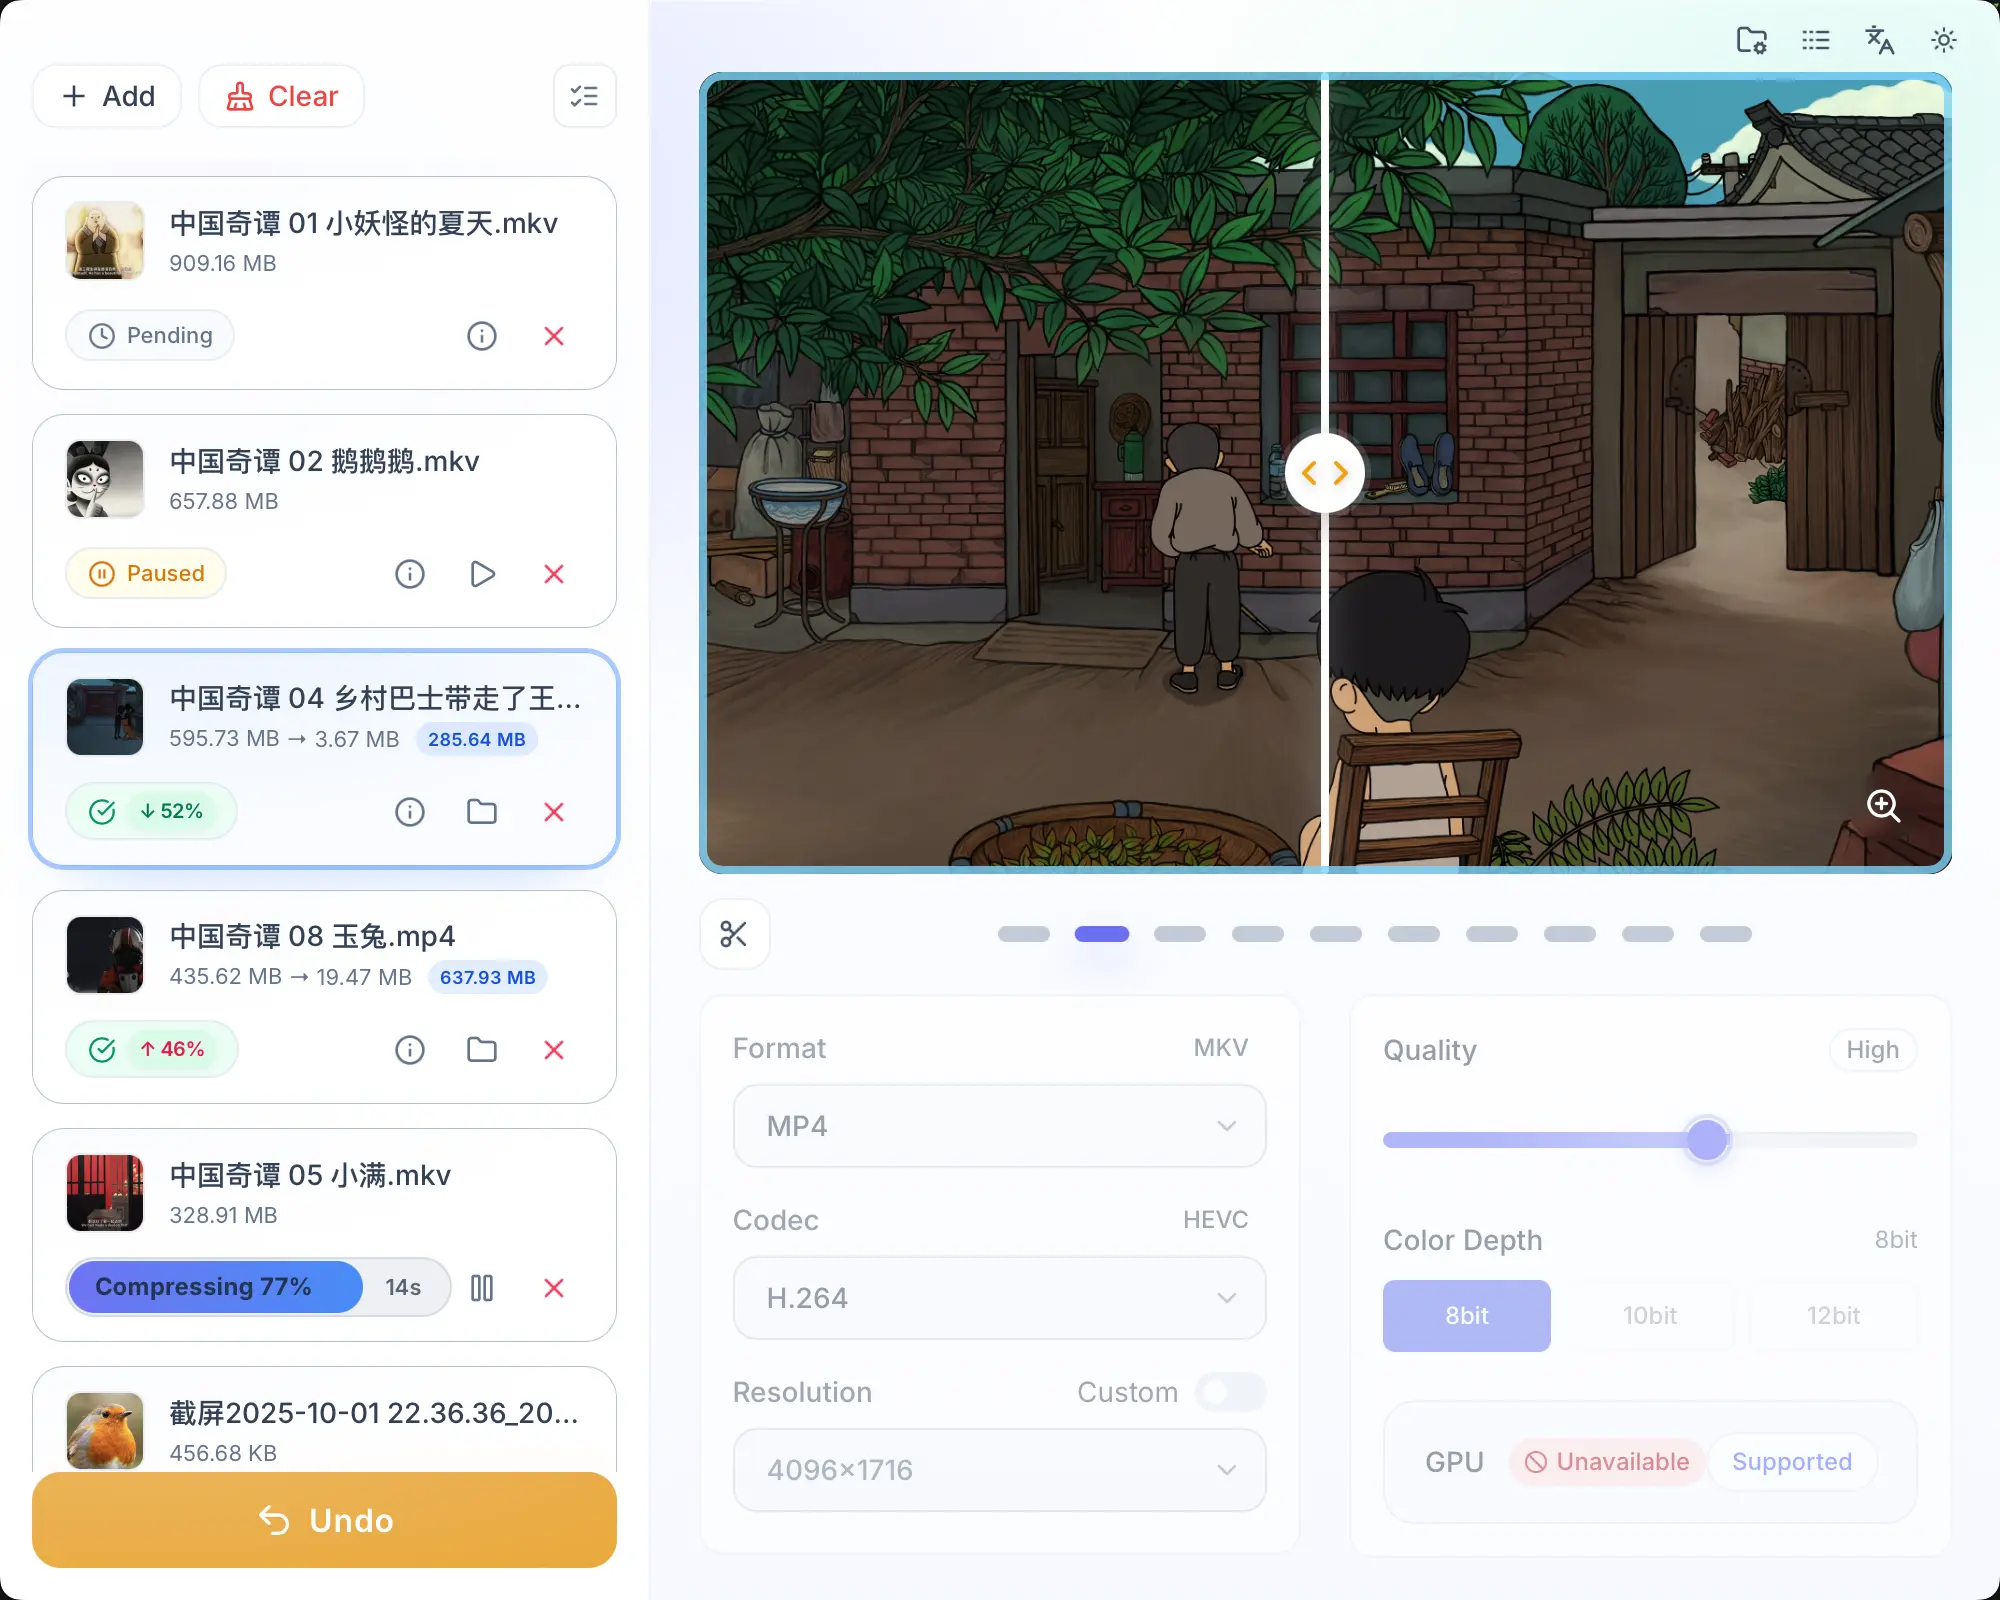 Add
Clear
中国奇谭 01 小妖怪的夏天.mkv
909.16 MB
Pending
中国奇谭 02 鹅鹅鹅.mkv
657.88 MB
Paused
中国奇谭 04 乡村巴士带走了王...
595.73 MB → 3.67 MB 285.64 MB
↓ 52%
中国奇谭 08 玉兔.mp4
435.62 MB → 19.47 MB 637.93 MB
↑ 46%
中国奇谭 05 小满.mkv
328.91 MB
Compressing 77% 14s
截屏2025-10-01 22.36.36_20...
456.68 KB
Undo
Format MKV
MP4
Codec HEVC
H.264
Resolution Custom
4096×1716
Quality High
Color Depth 8bit
8bit 10bit 12bit
GPU Unavailable Supported